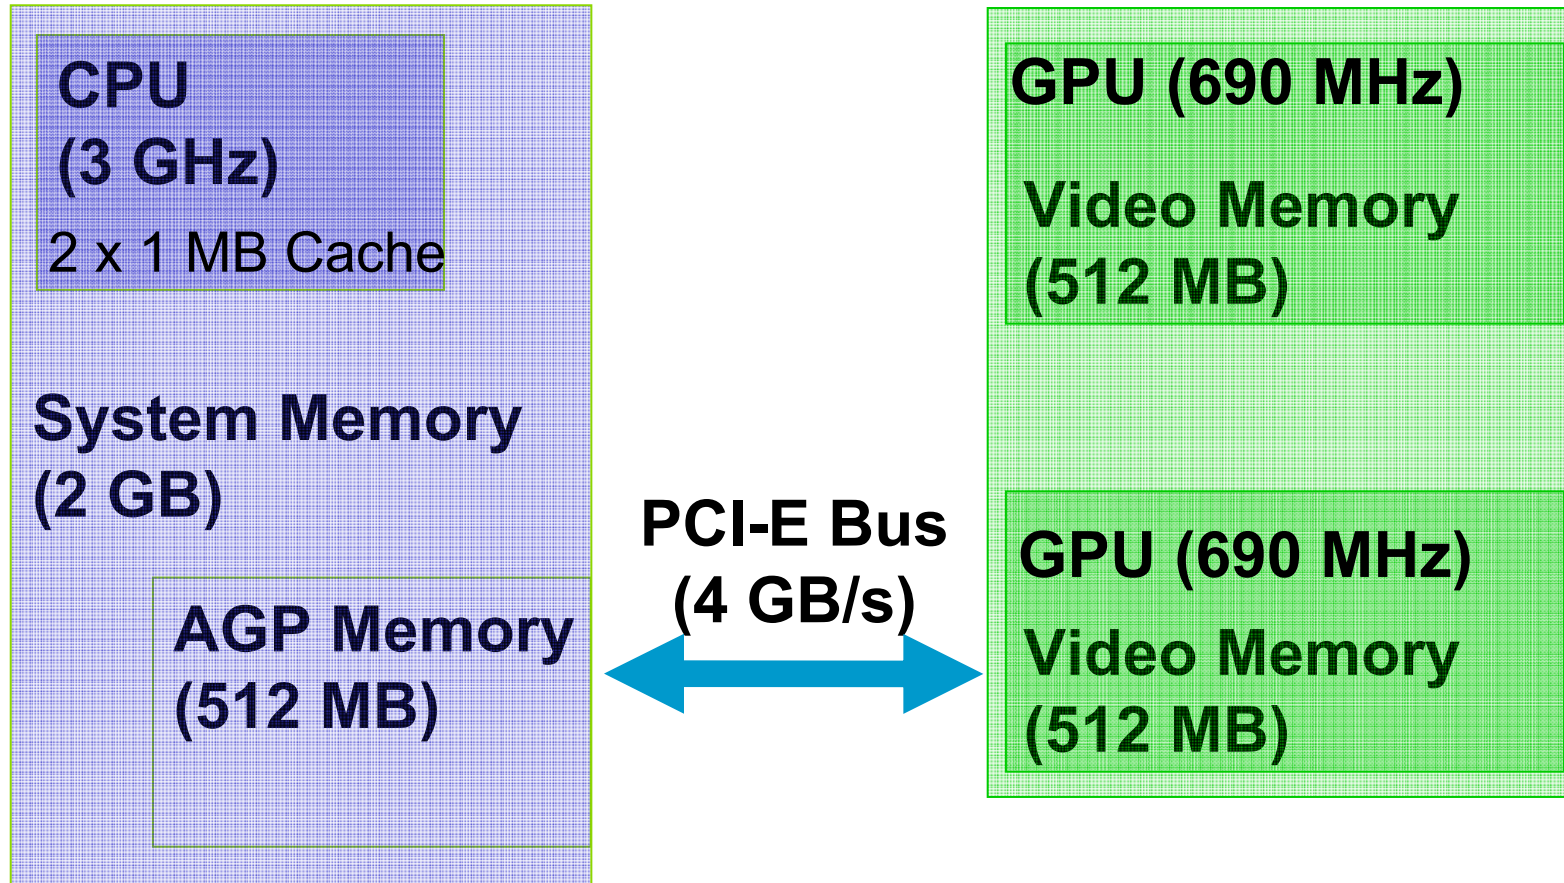 CPU
(3 GHz)
2 x 1 MB Cache
System Memory
(2 GB)
AGP Memory
(512 MB)
PCI-E Bus
(4 GB/s)
GPU (690 MHz)
Video Memory
(512 MB)
GPU (690 MHz)
Video Memory
(512 MB)